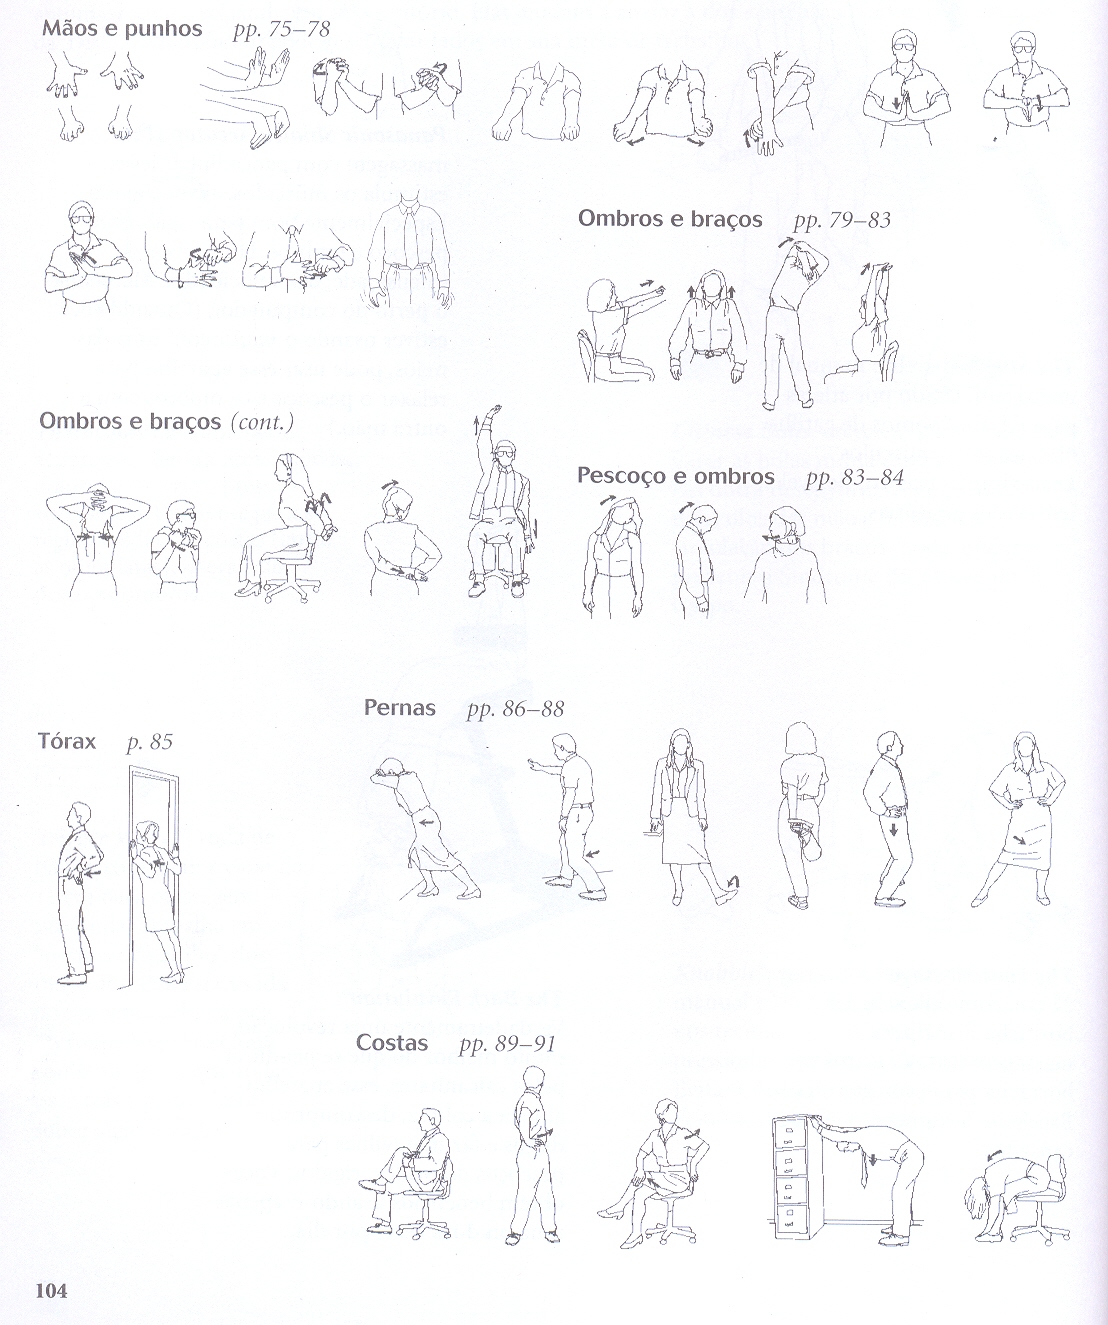 Mãos e punhos pp. 75–78
Ombros e braços pp. 79–83
Ombros e braços (cont.)
Pescoço e ombros pp. 83–84
Pernas pp. 86–88
Tórax p. 85
Costas pp. 89–91
104